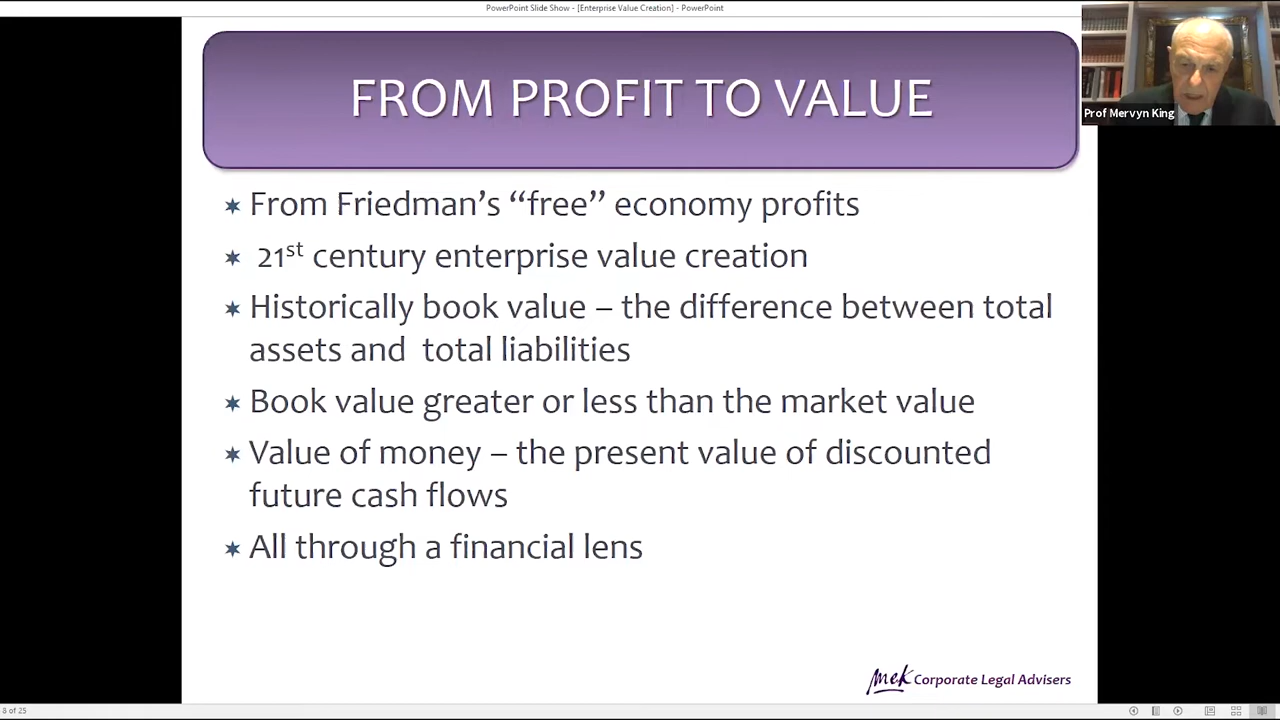 PowerPoint Slide Show - [Enterprise Value Creation] - PowerPoint
FROM PROFIT TO VALUE
Prof Mervyn King
From Friedman’s “free” economy profits
21st century enterprise value creation
Historically book value – the difference between total
assets and total liabilities
Book value greater or less than the market value
Value of money – the present value of discounted
future cash flows
All through a financial lens
mek Corporate Legal Advisers
8 of 25